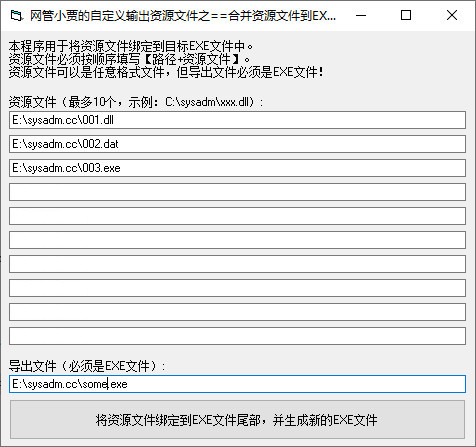 网管小贾的自定义输出资源文件之==合并资源文件到EX...
本程序用于将资源文件绑定到目标EXE文件中。
资源文件必须按顺序填写【路径+资源文件】。
资源文件可以是任意格式文件，但导出文件必须是EXE文件！
资源文件（最多10个，示例：C:\sysadm\xxx.dll）：
E:\sysadm.cc\001.dll
E:\sysadm.cc\002.dat
E:\sysadm.cc\003.exe
导出文件（必须是EXE文件）：
E:\sysadm.cc\some.exe
将资源文件绑定到EXE文件尾部，并生成新的EXE文件